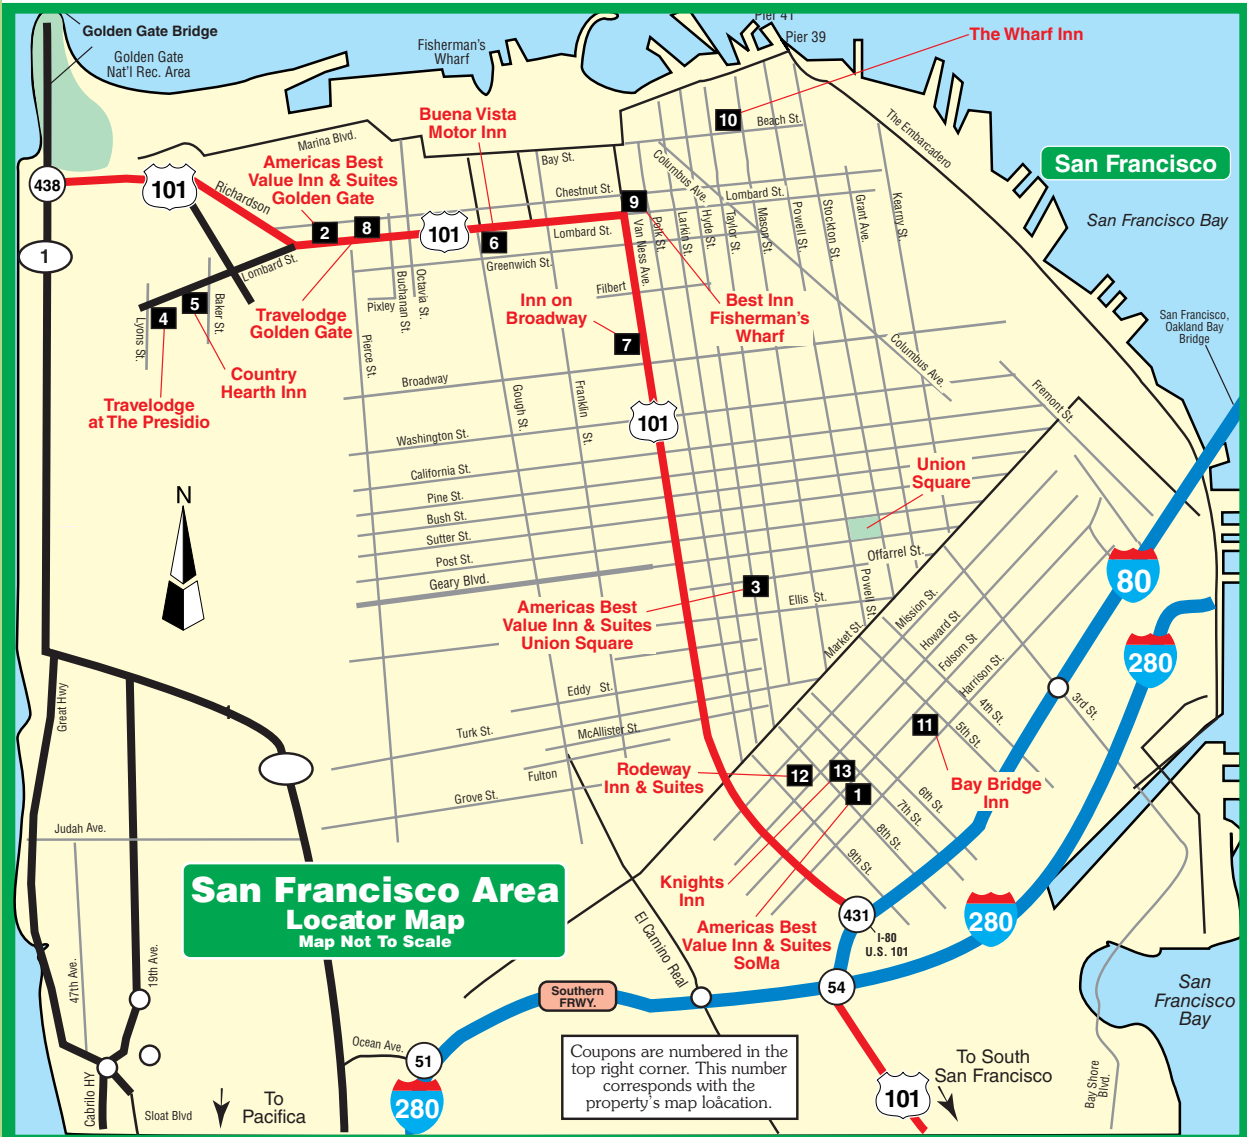 Pier 41
Pier 39
Golden Gate Bridge
Golden Gate
Nat'l Rec. Area
Fisherman's
Wharf
The Wharf Inn
10
Beach St.
The Embarcadero
San Francisco
San Francisco Bay
Buena Vista
Motor Inn
Marina Blvd.
Americas Best
Value Inn & Suites
Golden Gate
Bay St.
Columbus Ave.
438
101
Richardson
Chestnut St.
Lombard St.
9
2
8
101
6
Lombard St.
Van Ness Ave.
Polk St.
Larkin St.
Hyde St.
Taylor St.
Mason St.
Powell St.
Stockton St.
Grant Ave.
Kearny St.
1
Lombard St.
Greenwich St.
Filbert
Pixley
Buchanan St.
Octavia St.
5
4
Baker St.
Lyons St.
Travelodge
Golden Gate
Inn on
Broadway
7
Best Inn
Fisherman's
Wharf
San Francisco,
Oakland Bay
Bridge
Pierce St.
Country
Hearth Inn
Travelodge
at The Presidio
Broadway
Gough St.
Franklin
St.
Columbus Ave.
Fremont St.
101
Washington St.
California St.
Pine St.
Bush St.
Sutter St.
Post St.
Geary Blvd.
Union
Square
N
Offarrel St.
3
Ellis St.
Powell St.
Americas Best
Value Inn & Suites
Union Square
Market St.
Mission St.
Howard St
Folsom St
Harrison St.
80
280
Eddy St.
Turk St.
McAllister St.
Fulton
Grove St.
Great Hwy
3rd St.
4th St.
5th St.
11
6th St.
7th St.
8th St.
9th St.
Rodeway
Inn & Suites
12
13
1
Bay Bridge
Inn
Judah Ave.
San Francisco Area
Locator Map
Map Not To Scale
Knights
Inn
Americas Best
Value Inn & Suites
SoMa
El Camino Real
431
I-80
U.S. 101
280
47th Ave.
19th Ave.
Southern
FRWY.
54
San
Francisco
Bay
Ocean Ave.
51
280
Coupons are numbered in the
top right corner. This number
corresponds with the
property's map loåcation.
To South
San Francisco
101
Bay Shore
Blvd.
Cabrilo HY
Sloat Blvd
To
Pacifica